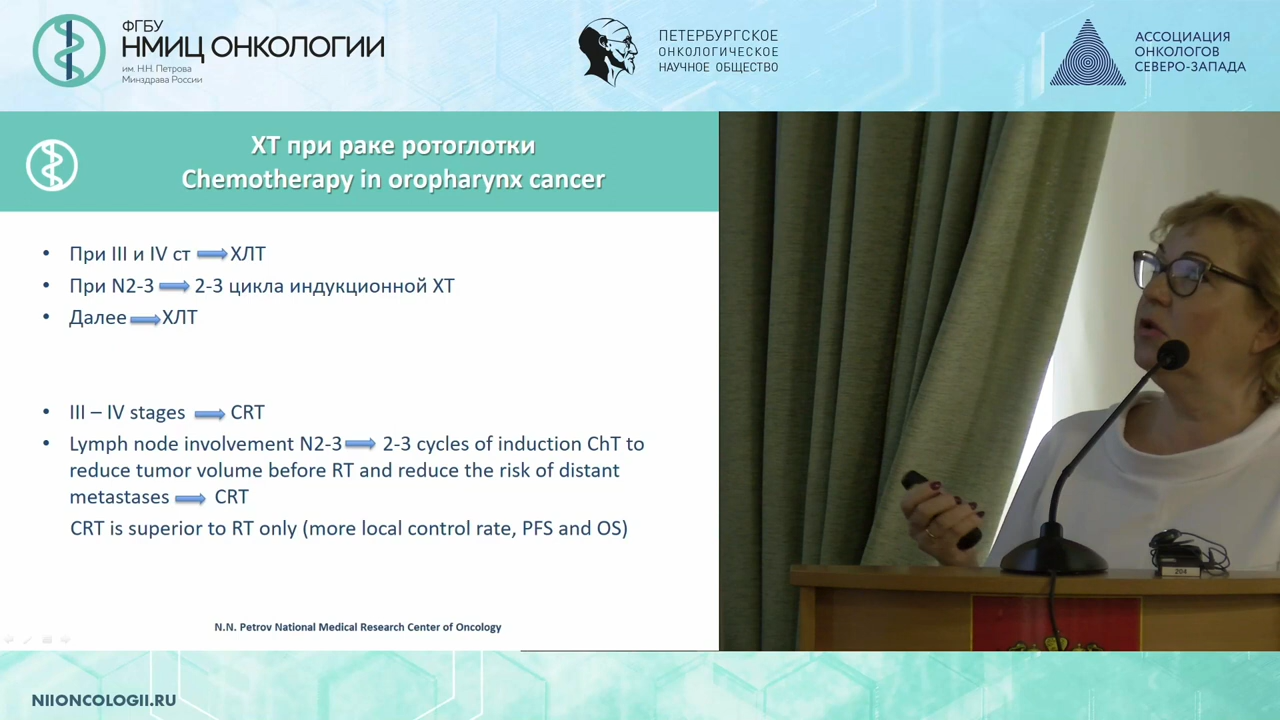 ФГБУ
НМИЦ ОНКОЛОГИИ
им. Н.Н. Петрова
Минздрава России
ПЕТЕРБУРГСКОЕ
ОНКОЛОГИЧЕСКОЕ
НАУЧНОЕ ОБЩЕСТВО
АССОЦИАЦИЯ
ОНКОЛОГОВ
СЕВЕРО-ЗАПАДА
ХТ при раке ротоглотки
Chemotherapy in oropharynx cancer
• При III и IV ст ХЛТ
• При N2-3 2-3 цикла индукционной ХТ
• Далее ХЛТ
• III – IV stages CRT
• Lymph node involvement N2-3 2-3 cycles of induction ChT to
reduce tumor volume before RT and reduce the risk of distant
metastases CRT
CRT is superior to RT only (more local control rate, PFS and OS)
N.N. Petrov National Medical Research Center of Oncology
204
NIIONCOLOGII.RU